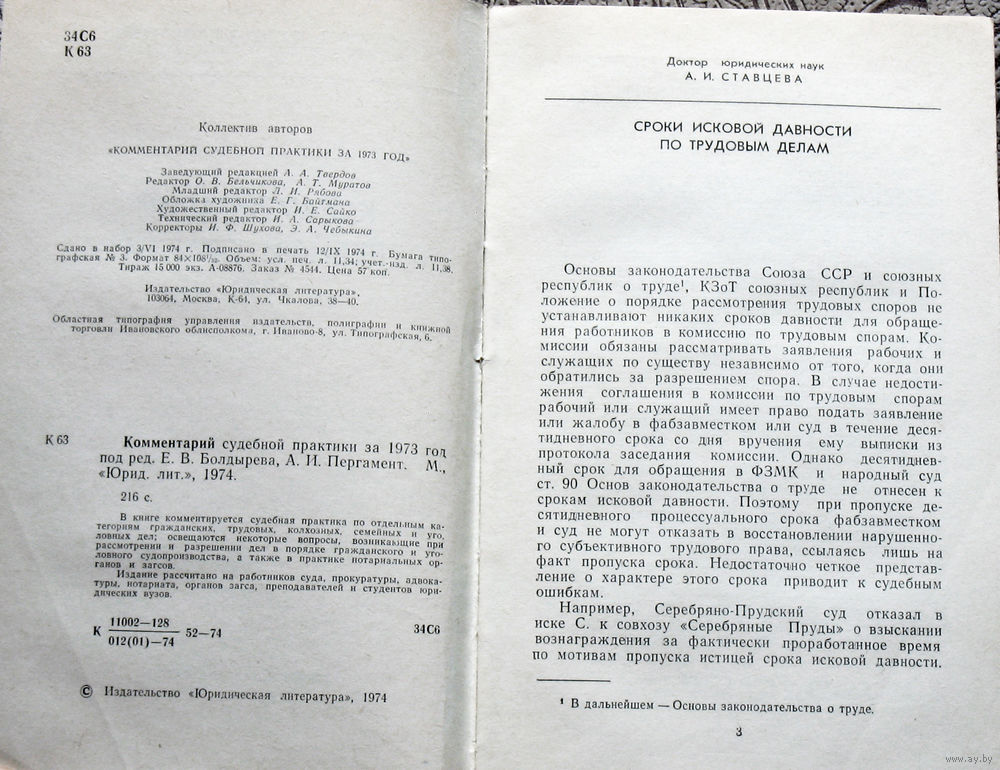 34С6
К 63
Коллектив авторов
«КОММЕНТАРИЙ СУДЕБНОЙ ПРАКТИКИ ЗА 1973 ГОД»
Заведующий редакцией А. А. Твердов
Редактор О. В. Бельчикова, А. Т. Муратов
Младший редактор Л. И. Рябова
Обложка художника Е. Г. Байгмана
Художественный редактор И. Е. Сайко
Технический редактор И. А. Сарыкова
Корректоры И. Ф. Шухова, Э. А. Чебыкина
Сдано в набор 3/VI 1974 г. Подписано в печать 12/IX 1974 г. Бумага типо-
графская № 3. Формат 84×108¹/₃₂. Объем: усл. печ. л. 11,34; учет.-изд. л. 11,38.
Тираж 15 000 экз. А-08876. Заказ № 4544. Цена 57 коп.
Издательство «Юридическая литература»,
103064, Москва, К-64, ул. Чкалова, 38—40.
Областная типография управления издательств, полиграфии и книжной
торговли Ивановского облисполкома, г. Иваново-8, ул. Типографская, 6.
К 63
Комментарий судебной практики за 1973 год
под ред. Е. В. Болдырева, А. И. Пергамент. М.,
«Юрид. лит.», 1974.
216 с.
В книге комментируется судебная практика по отдельным ка-
тегориям гражданских, трудовых, колхозных, семейных и уго,
ловных дел; освещаются некоторые вопросы, возникающие при
рассмотрении и разрешении дел в порядке гражданского и уго-
ловного судопроизводства, а также в практике нотариальных ор-
ганов и загсов.
Издание рассчитано на работников суда, прокуратуры, адвока-
туры, нотариата, органов загса, преподавателей и студентов юри-
дических вузов.
К 11002—128
012(01)—74 52—74 34С6
© Издательство «Юридическая литература», 1974
Доктор юридических наук
А. И. СТАВЦЕВА
СРОКИ ИСКОВОЙ ДАВНОСТИ
ПО ТРУДОВЫМ ДЕЛАМ
Основы законодательства Союза ССР и союзных
республик о труде¹, КЗоТ союзных республик и По-
ложение о порядке рассмотрения трудовых споров не
устанавливают никаких сроков давности для обраще-
ния работников в комиссию по трудовым спорам. Ко-
миссии обязаны рассматривать заявления рабочих и
служащих по существу независимо от того, когда они
обратились за разрешением спора. В случае недости-
жения соглашения в комиссии по трудовым спорам
рабочий или служащий имеет право подать заявление
или жалобу в фабзавместком или суд в течение деся-
тидневного срока со дня вручения ему выписки из
протокола заседания комиссии. Однако десятиднев-
ный срок для обращения в ФЗМК и народный суд
ст. 90 Основ законодательства о труде не отнесен к
срокам исковой давности. Поэтому при пропуске де-
сятидневного процессуального срока фабзавместком
и суд не могут отказать в восстановлении нарушенно-
го субъективного трудового права, ссылаясь лишь на
факт пропуска срока. Недостаточно четкое представ-
ление о характере этого срока приводит к судебным
ошибкам.
Например, Серебряно-Прудский суд отказал в
иске С. к совхозу «Серебряные Пруды» о взыскании
вознаграждения за фактически проработанное время
по мотивам пропуска истицей срока исковой давности.
¹ В дальнейшем — Основы законодательства о труде.
3
www.ay.by